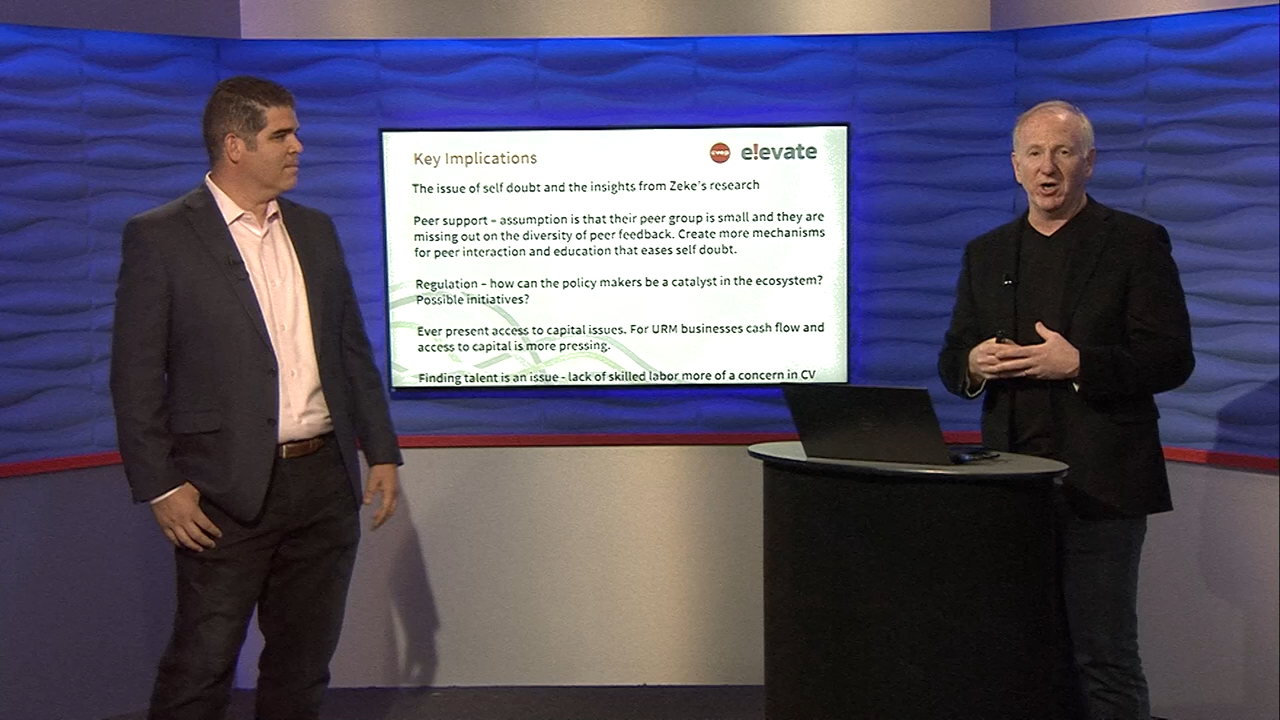 Key Implications
cvep e!evate
The issue of self doubt and the insights from Zeke's research
Peer support – assumption is that their peer group is small and they are
missing out on the diversity of peer feedback. Create more mechanisms
for peer interaction and education that eases self doubt.
Regulation – how can the policy makers be a catalyst in the ecosystem?
Possible initiatives?
Ever present access to capital issues. For URM businesses cash flow and
access to capital is more pressing.
Finding talent is an issue - lack of skilled labor more of a concern in CV